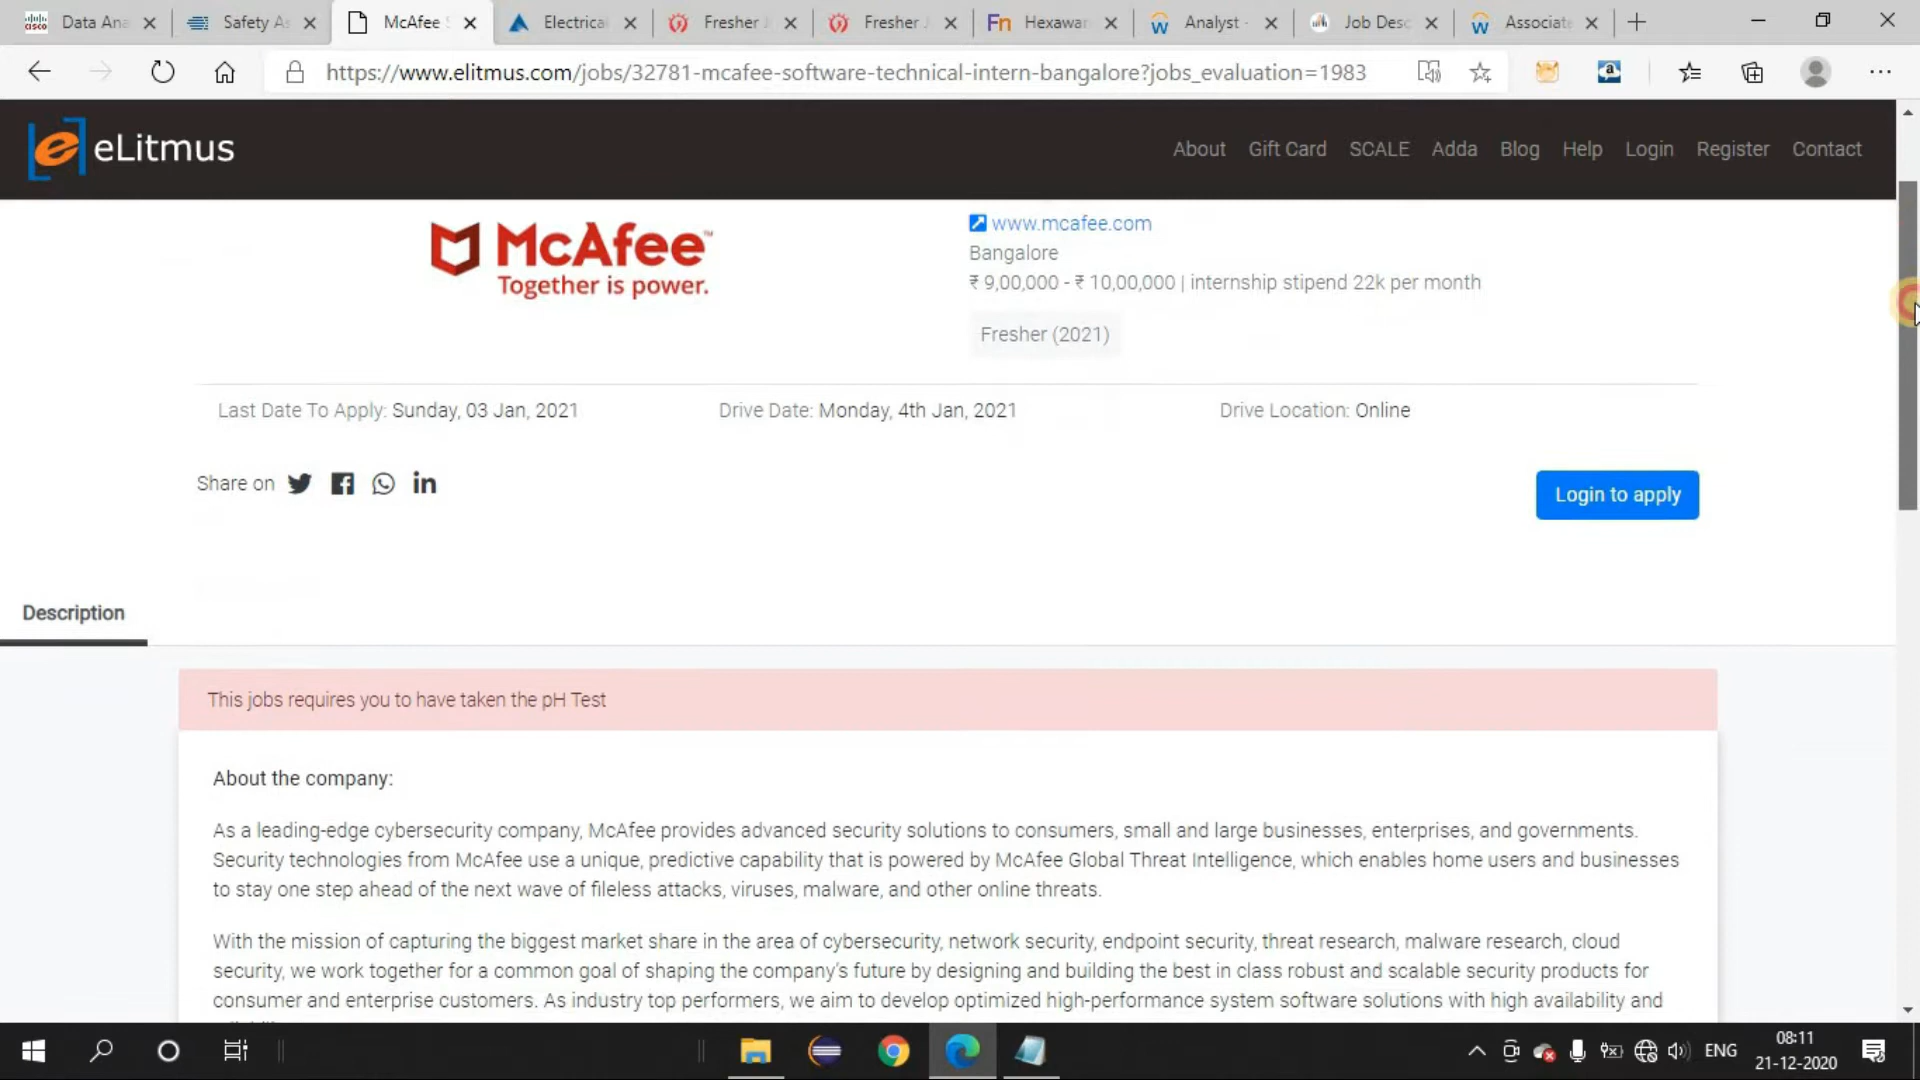 cisco Data Ana
Safety As
McAfee S
Electrica
Fresher J
Fresher J
Fn Hexawar
Analyst -
Job Desc
Associate
https://www.elitmus.com/jobs/32781-mcafee-software-technical-intern-bangalore?jobs_evaluation=1983
eLitmus
About Gift Card SCALE Adda Blog Help Login Register Contact
McAfee™
Together is power.
www.mcafee.com
Bangalore
₹ 9,00,000 - ₹ 10,00,000 | internship stipend 22k per month
Fresher (2021)
Last Date To Apply: Sunday, 03 Jan, 2021
Drive Date: Monday, 4th Jan, 2021
Drive Location: Online
Share on
Login to apply
Description
This jobs requires you to have taken the pH Test
About the company:
As a leading-edge cybersecurity company, McAfee provides advanced security solutions to consumers, small and large businesses, enterprises, and governments.
Security technologies from McAfee use a unique, predictive capability that is powered by McAfee Global Threat Intelligence, which enables home users and businesses
to stay one step ahead of the next wave of fileless attacks, viruses, malware, and other online threats.
With the mission of capturing the biggest market share in the area of cybersecurity, network security, endpoint security, threat research, malware research, cloud
security, we work together for a common goal of shaping the company's future by designing and building the best in class robust and scalable security products for
consumer and enterprise customers. As industry top performers, we aim to develop optimized high-performance system software solutions with high availability and
ENG
08:11
21-12-2020